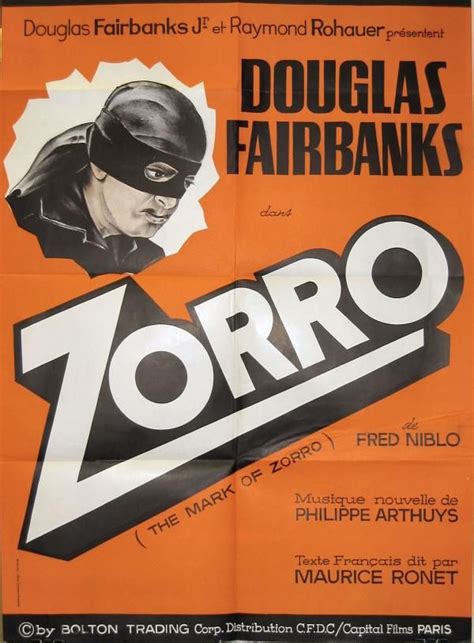 Douglas Fairbanks Jr et Raymond Rohauer présentent
DOUGLAS
FAIRBANKS
dans
ZORRO
(THE MARK OF ZORRO)
de
FRED NIBLO
Musique nouvelle de
PHILIPPE ARTHUYS
Texte Français dit par
MAURICE RONET
©by BOLTON TRADING Corp. Distribution C.F.D.C/Capital Films PARIS